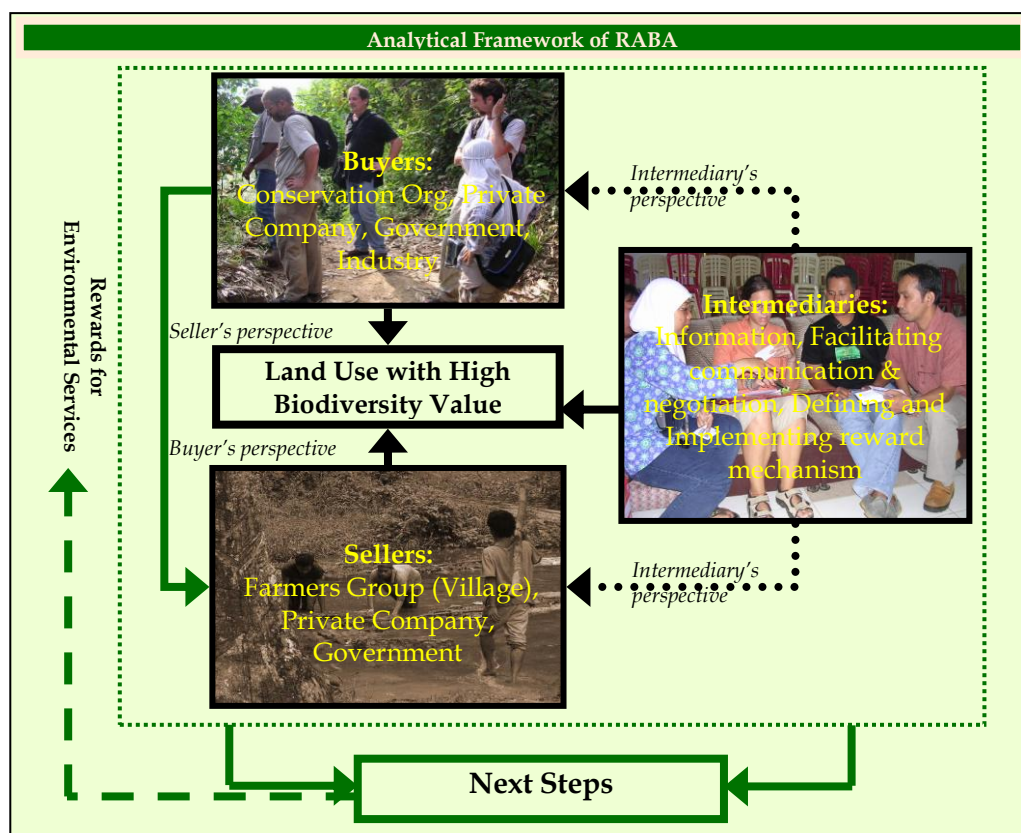 Analytical Framework of RABA
Buyers:
Conservation Org, Private
Company, Government,
Industry
Intermediary's
perspective
Rewards for
Environmental Services
Seller's perspective
Land Use with High
Biodiversity Value
Buyer's perspective
Intermediaries:
Information, Facilitating
communication &
negotiation, Defining and
Implementing reward
mechanism
Sellers:
Farmers Group (Village),
Private Company,
Government
Intermediary's
perspective
Next Steps